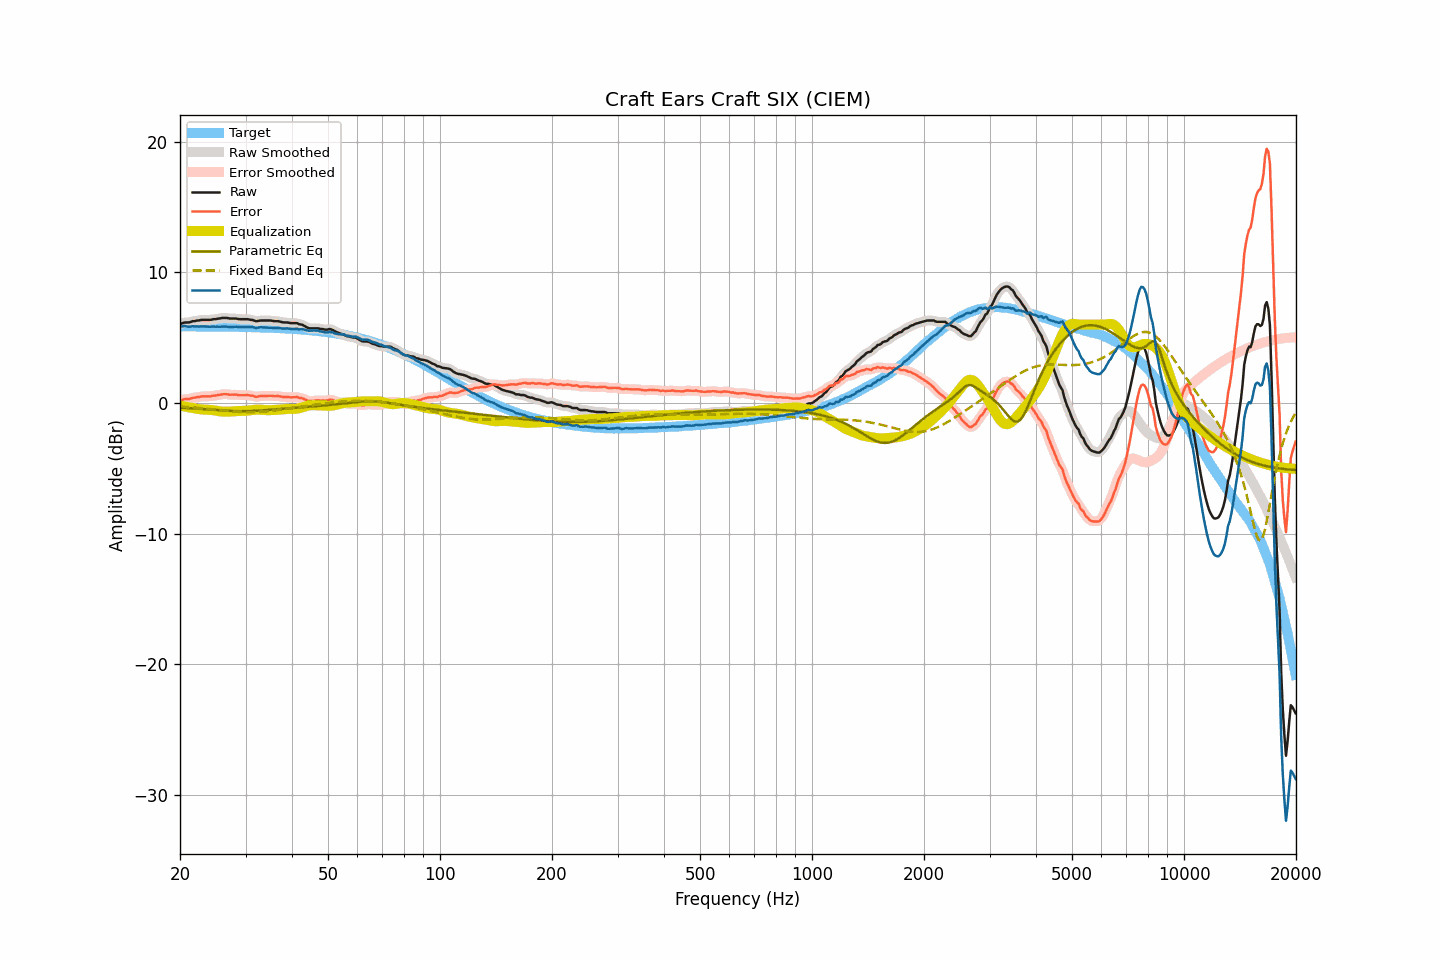 Craft Ears Craft SIX (CIEM)
Target
Raw Smoothed
Error Smoothed
Raw
Error
Equalization
Parametric Eq
Fixed Band Eq
Equalized
20
10
0
−10
−20
−30
Amplitude (dBr)
20 50 100 200 500 1000 2000 5000 10000 20000
Frequency (Hz)